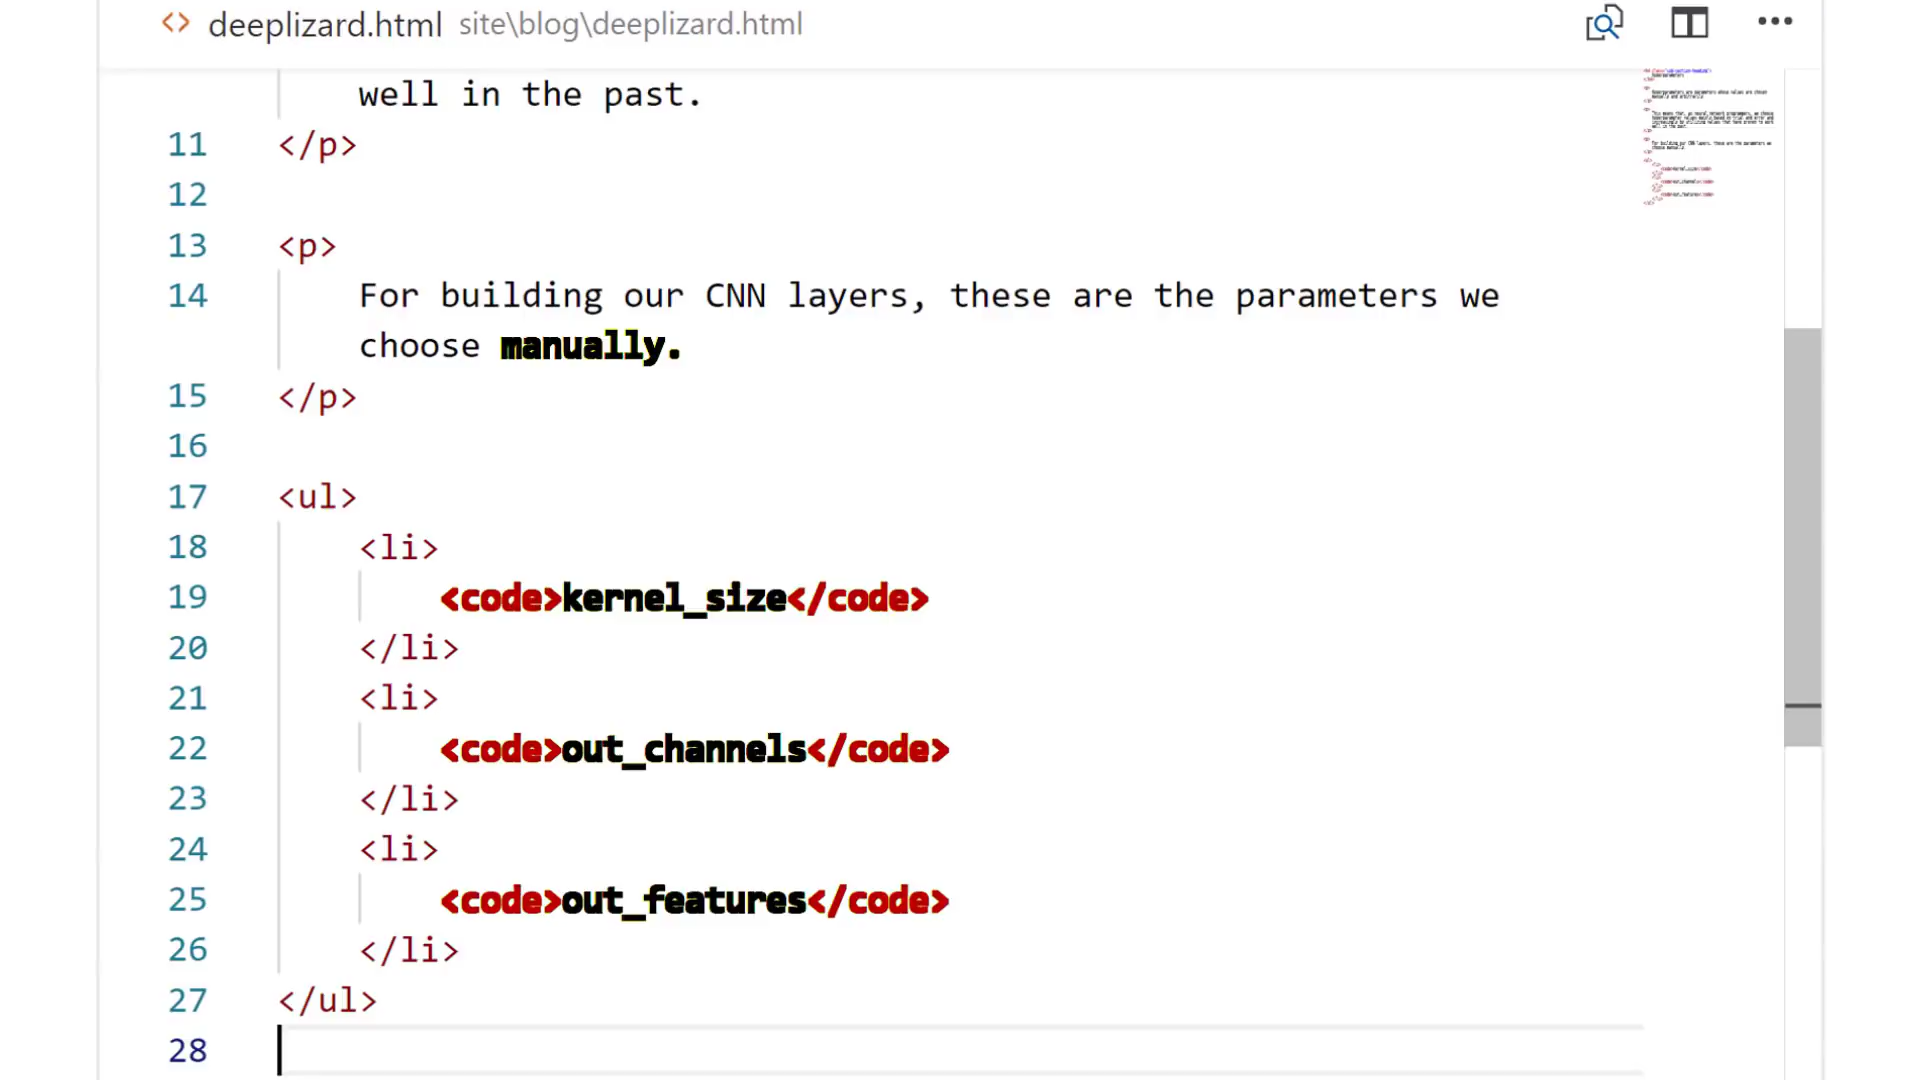 <> deeplizard.html site\blog\deeplizard.html
well in the past.
11 </p>
12
13 <p>
14 For building our CNN layers, these are the parameters we
choose manually.
15 </p>
16
17 <ul>
18 <li>
19 <code>kernel_size</code>
20 </li>
21 <li>
22 <code>out_channels</code>
23 </li>
24 <li>
25 <code>out_features</code>
26 </li>
27 </ul>
28